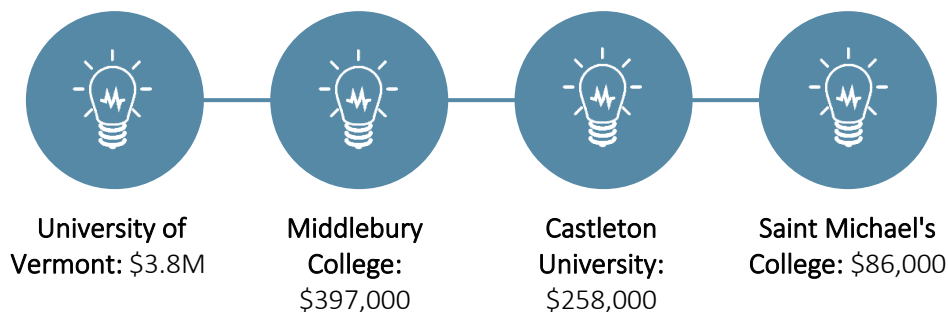 University of
Vermont: $3.8M
Middlebury
College:
$397,000
Castleton
University:
$258,000
Saint Michael's
College: $86,000